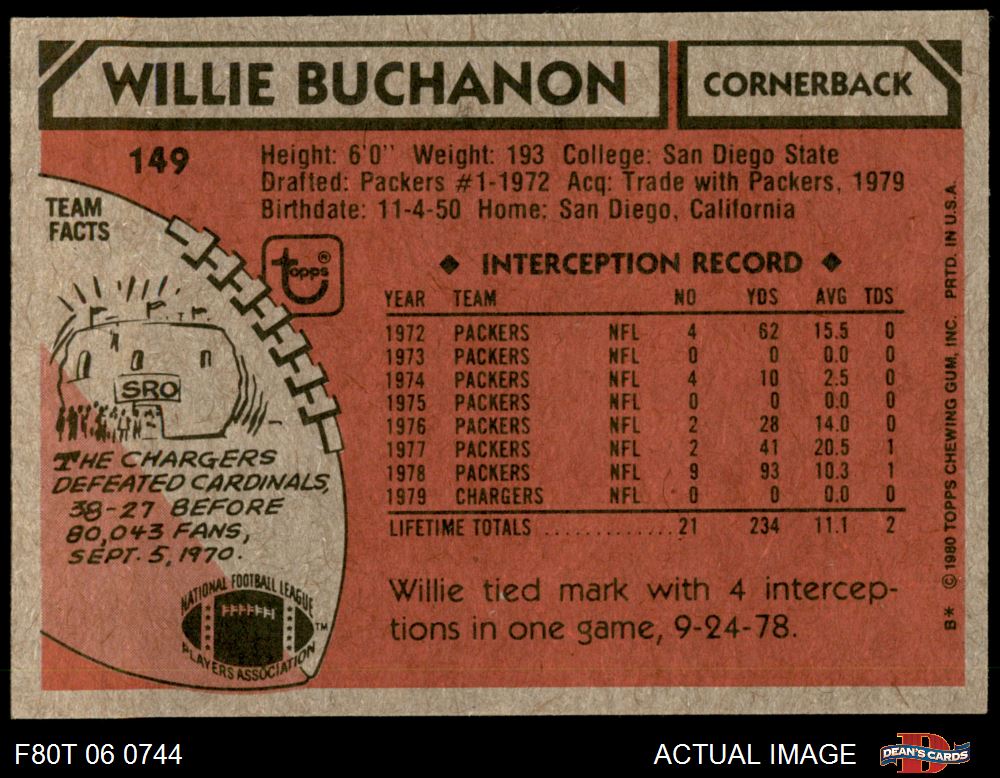 WILLIE BUCHANON
CORNERBACK
149
Height: 6'0" Weight: 193 College: San Diego State
Drafted: Packers #1-1972 Acq: Trade with Packers, 1979
Birthdate: 11-4-50 Home: San Diego, California
TEAM
FACTS
topps®
SRO
THE CHARGERS
DEFEATED CARDINALS,
38-27 BEFORE
80,043 FANS,
SEPT. 5, 1970.
NATIONAL FOOTBALL LEAGUE
PLAYERS ASSOCIATION
TM
◆ INTERCEPTION RECORD ◆
YEAR TEAM NO YDS AVG TDS
1972 PACKERS NFL 4 62 15.5 0
1973 PACKERS NFL 0 0 0.0 0
1974 PACKERS NFL 4 10 2.5 0
1975 PACKERS NFL 0 0 0.0 0
1976 PACKERS NFL 2 28 14.0 0
1977 PACKERS NFL 2 41 20.5 1
1978 PACKERS NFL 9 93 10.3 1
1979 CHARGERS NFL 0 0 0.0 0
LIFETIME TOTALS .............. 21 234 11.1 2
Willie tied mark with 4 intercep-
tions in one game, 9-24-78.
B* © 1980 TOPPS CHEWING GUM, INC. PRTD. IN U.S.A.
F80T 06 0744
ACTUAL IMAGE
DEAN'S CARDS